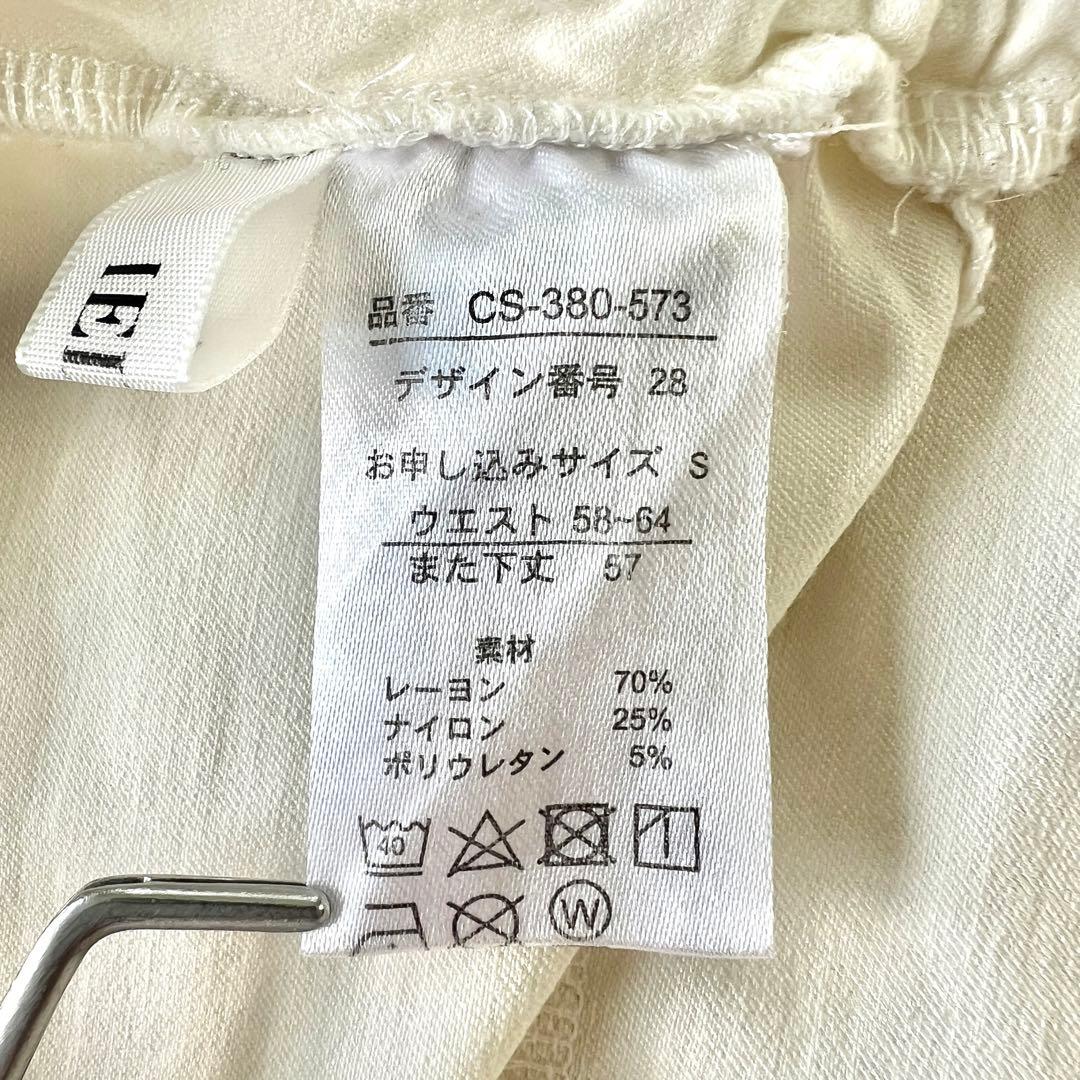 品番 CS-380-573
デザイン番号 28
お申し込みサイズ S
ウエスト 58~64
また下丈 57
素材
レーヨン 70%
ナイロン 25%
ポリウレタン 5%
40
W